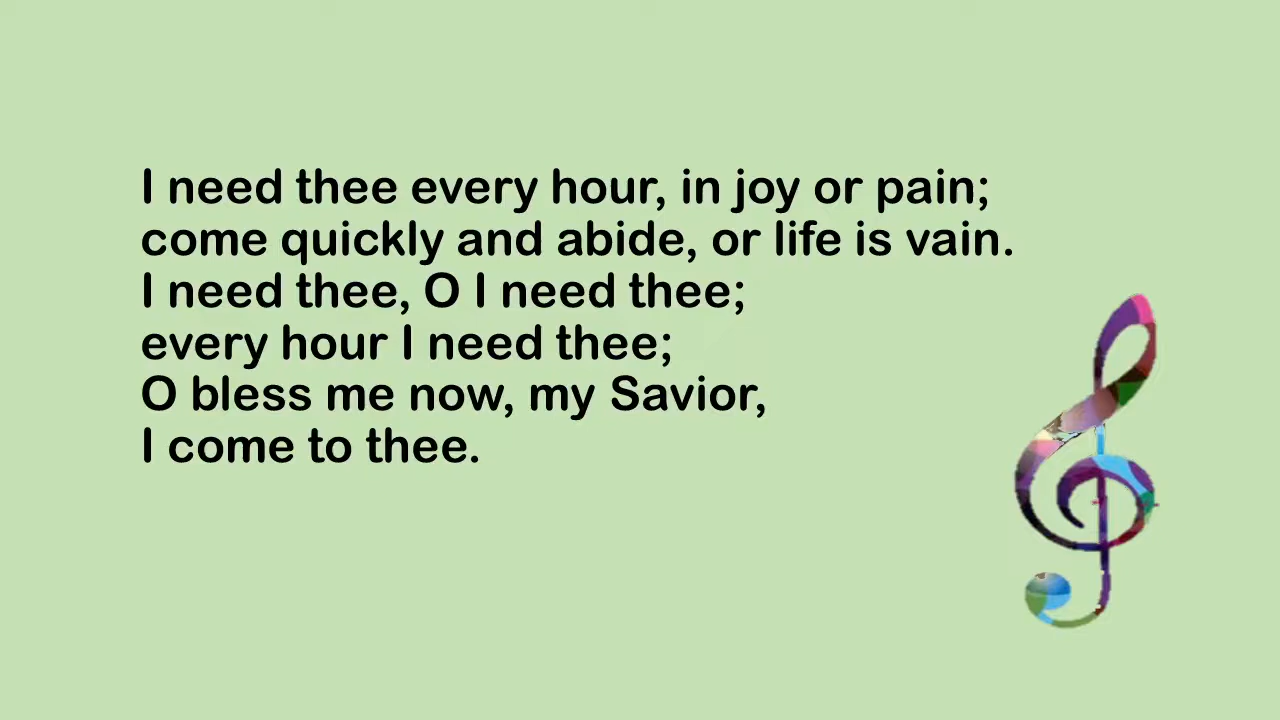 I need thee every hour, in joy or pain;
come quickly and abide, or life is vain.
I need thee, O I need thee;
every hour I need thee;
O bless me now, my Savior,
I come to thee.